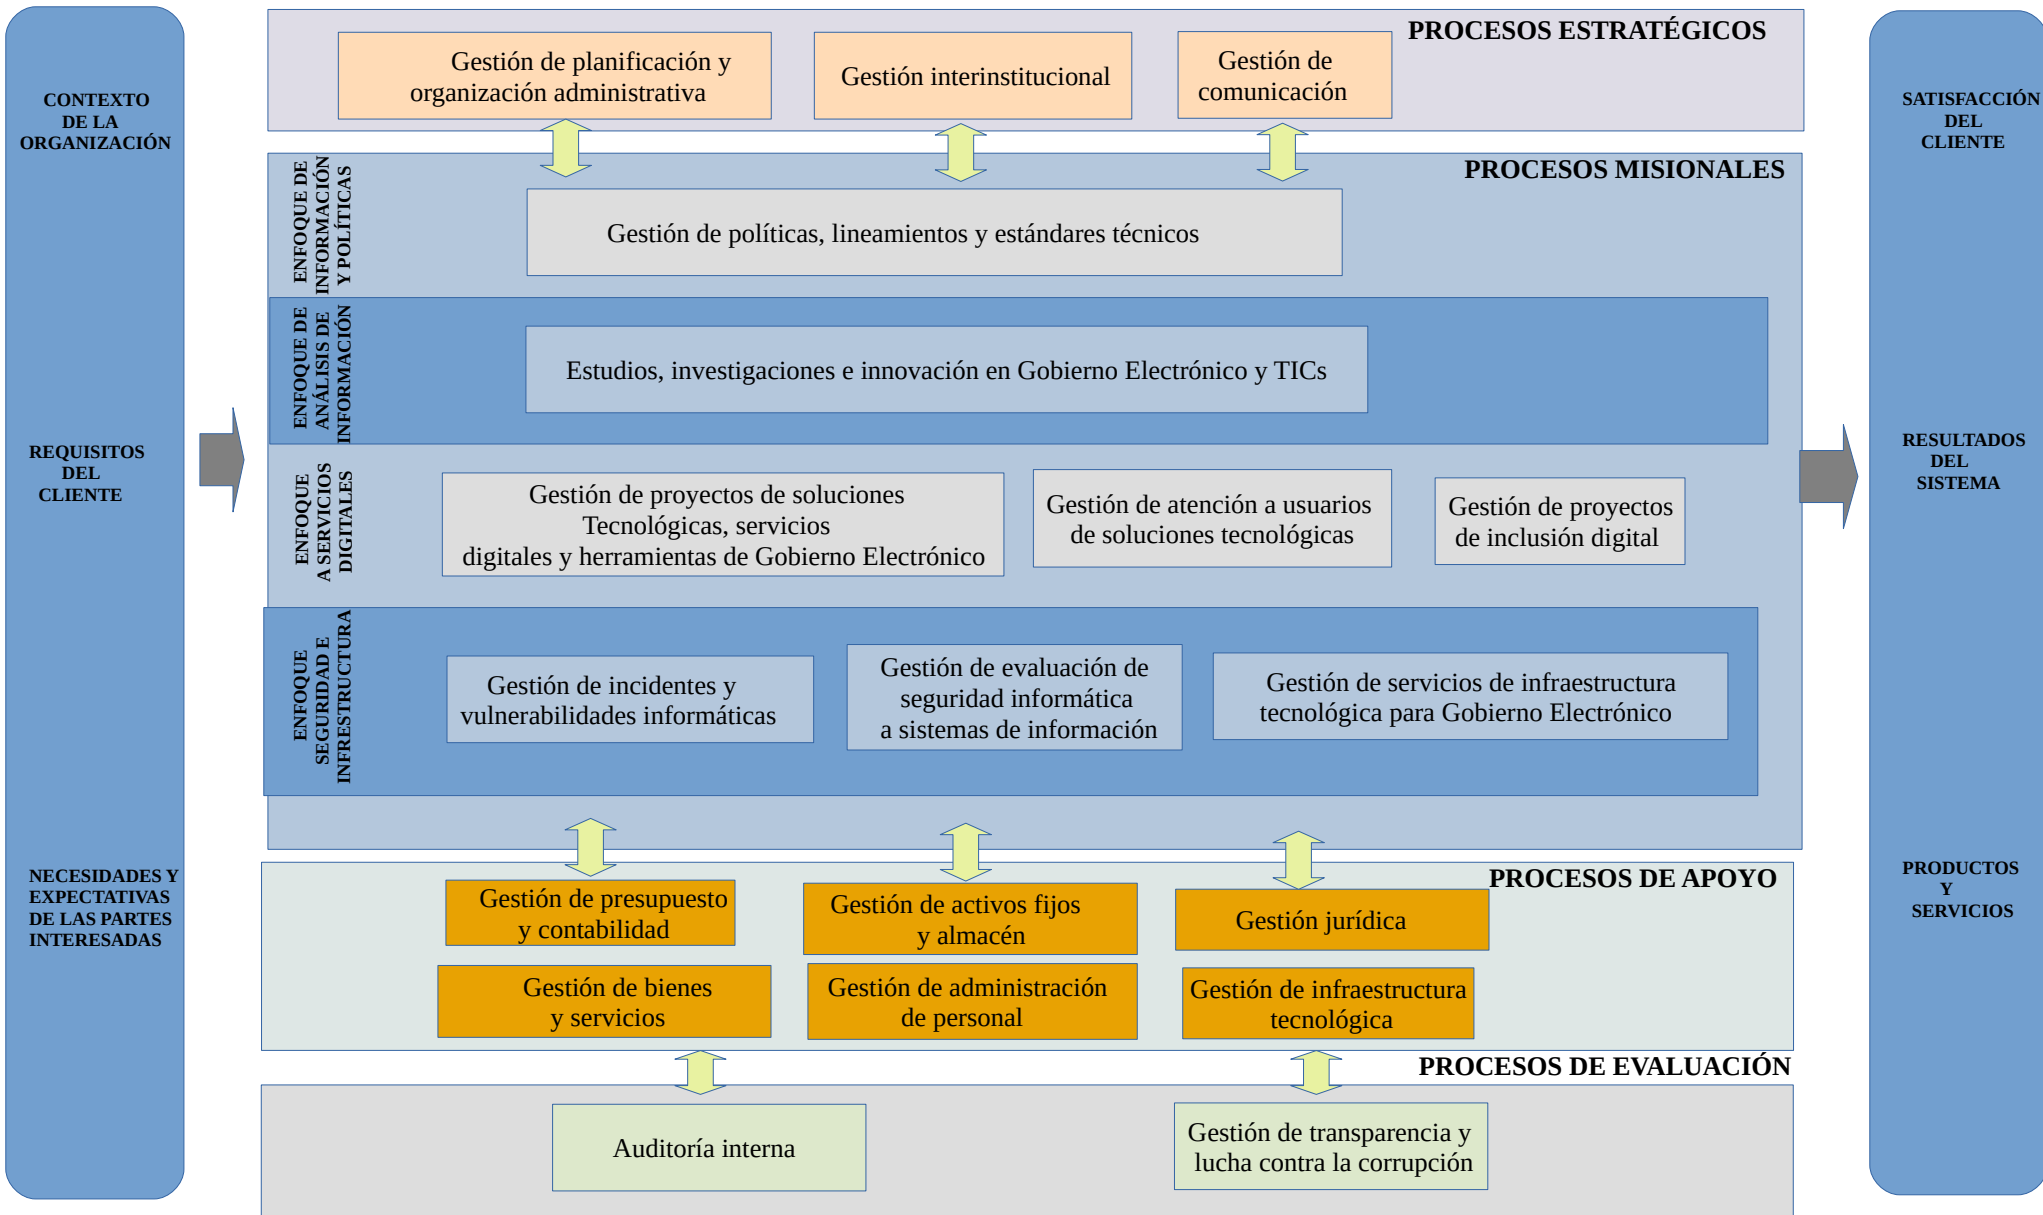 CONTEXTO
DE LA
ORGANIZACIÓN
REQUISITOS
DEL
CLIENTE
NECESIDADES Y
EXPECTATIVAS
DE LAS PARTES
INTERESADAS
PROCESOS ESTRATÉGICOS
Gestión de planificación y
organización administrativa
Gestión interinstitucional
Gestión de
comunicación
PROCESOS MISIONALES
ENFOQUE DE
INFORMACIÓN
Y POLÍTICAS
Gestión de políticas, lineamientos y estándares técnicos
ENFOQUE DE
ANÁLISIS DE
INFORMACIÓN
Estudios, investigaciones e innovación en Gobierno Electrónico y TICs
ENFOQUE
A SERVICIOS
DIGITALES
Gestión de proyectos de soluciones
Tecnológicas, servicios
digitales y herramientas de Gobierno Electrónico
Gestión de atención a usuarios
de soluciones tecnológicas
Gestión de proyectos
de inclusión digital
ENFOQUE
SEGURIDAD E
INFRESTRUCTURA
Gestión de incidentes y
vulnerabilidades informáticas
Gestión de evaluación de
seguridad informática
a sistemas de información
Gestión de servicios de infraestructura
tecnológica para Gobierno Electrónico
PROCESOS DE APOYO
Gestión de presupuesto
y contabilidad
Gestión de activos fijos
y almacén
Gestión jurídica
Gestión de bienes
y servicios
Gestión de administración
de personal
Gestión de infraestructura
tecnológica
PROCESOS DE EVALUACIÓN
Auditoría interna
Gestión de transparencia y
lucha contra la corrupción
SATISFACCIÓN
DEL
CLIENTE
RESULTADOS
DEL
SISTEMA
PRODUCTOS
Y
SERVICIOS